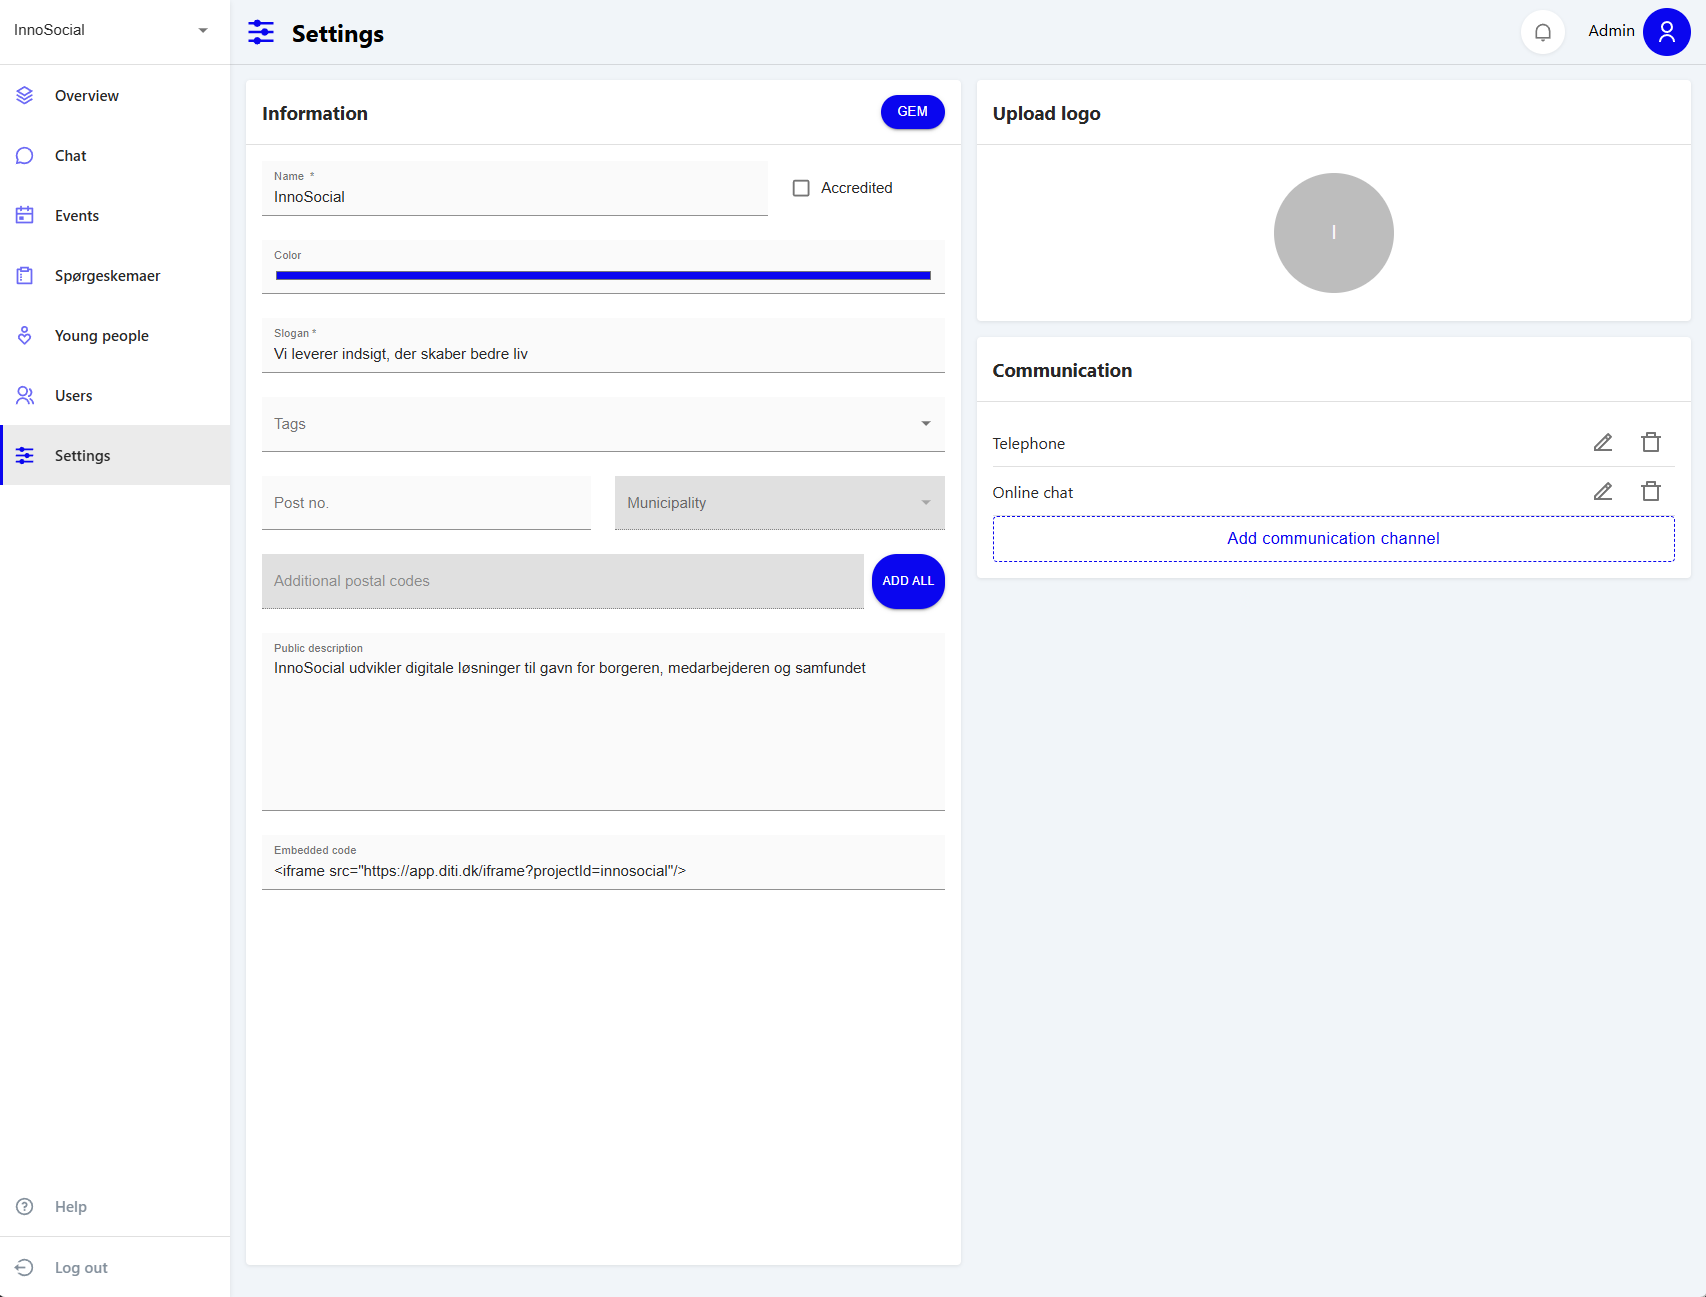 InnoSocial
Settings
Admin
Overview
Chat
Events
Spørgeskemaer
Young people
Users
Settings
Help
Log out
Information
GEM
Name *
InnoSocial
Accredited
Color
Slogan *
Vi leverer indsigt, der skaber bedre liv
Tags
Post no.
Municipality
Additional postal codes
ADD ALL
Public description
InnoSocial udvikler digitale løsninger til gavn for borgeren, medarbejderen og samfundet
Embedded code
<iframe src="https://app.diti.dk/iframe?projectId=innosocial"/>
Upload logo
I
Communication
Telephone
Online chat
Add communication channel